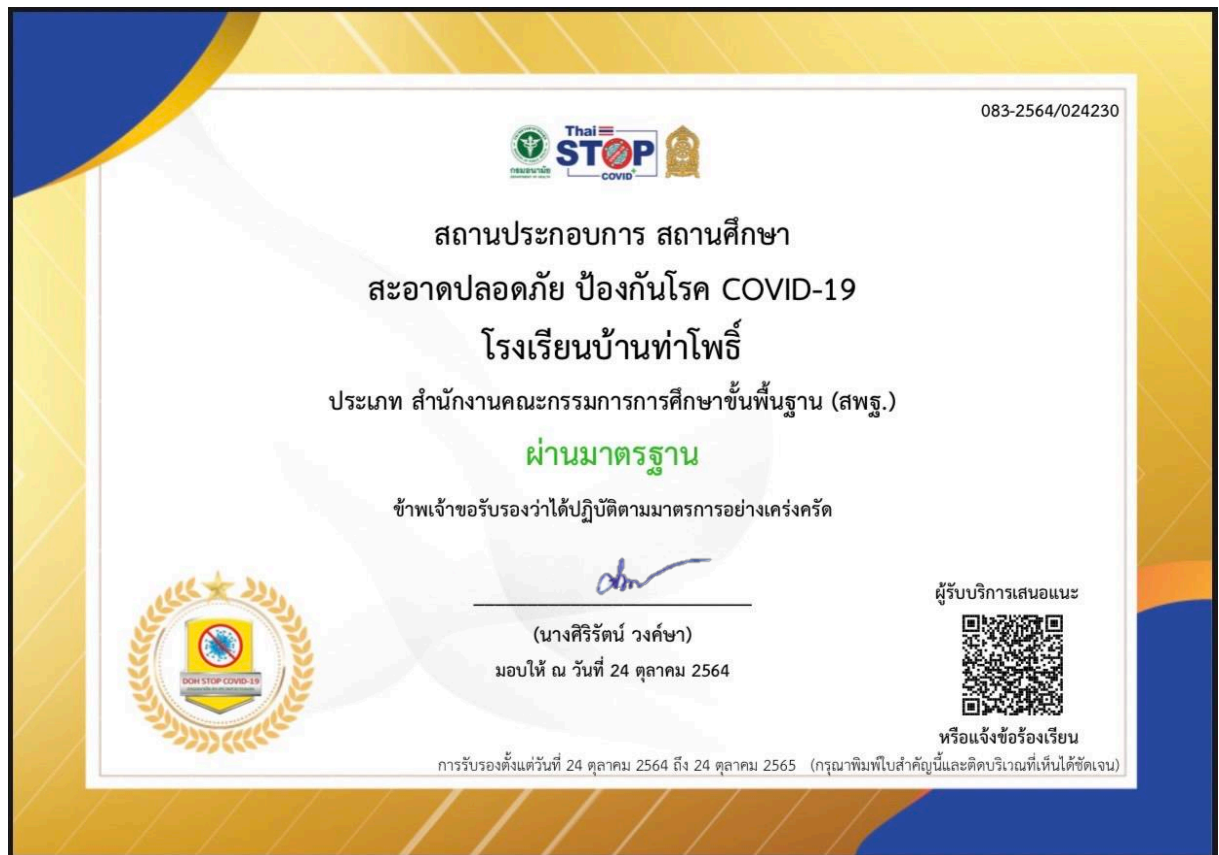 083-2564/024230
กรมอนามัย
DEPARTMENT OF HEALTH
Thai
STOP
COVID
สถานประกอบการ สถานศึกษา
สะอาดปลอดภัย ป้องกันโรค COVID-19
โรงเรียนบ้านท่าโพธิ์
ประเภท สำนักงานคณะกรรมการการศึกษาขั้นพื้นฐาน (สพฐ.)
ผ่านมาตรฐาน
ข้าพเจ้าขอรับรองว่าได้ปฏิบัติตามมาตรการอย่างเคร่งครัด
(นางศิริรัตน์ วงค์ษา)
มอบให้ ณ วันที่ 24 ตุลาคม 2564
DOH STOP COVID-19
ผู้รับบริการเสนอแนะ
หรือแจ้งข้อร้องเรียน
การรับรองตั้งแต่วันที่ 24 ตุลาคม 2564 ถึง 24 ตุลาคม 2565 (กรุณาพิมพ์ใบสำคัญนี้และติดบริเวณที่เห็นได้ชัดเจน)